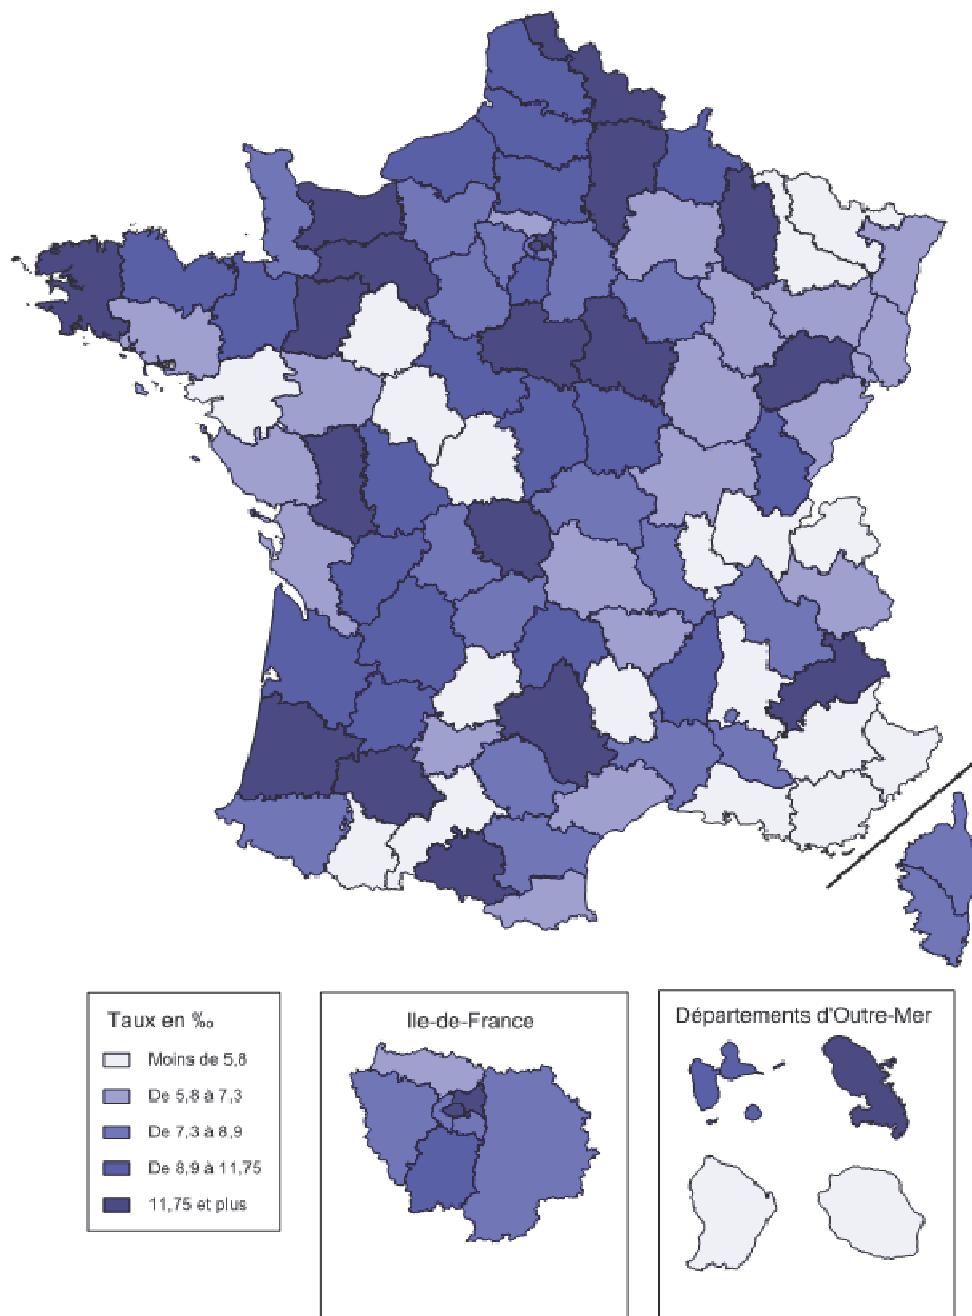 Taux en ‰
Moins de 5,8
De 5,8 à 7,3
De 7,3 à 8,9
De 8,9 à 11,75
11,75 et plus
Ile-de-France
Départements d'Outre-Mer